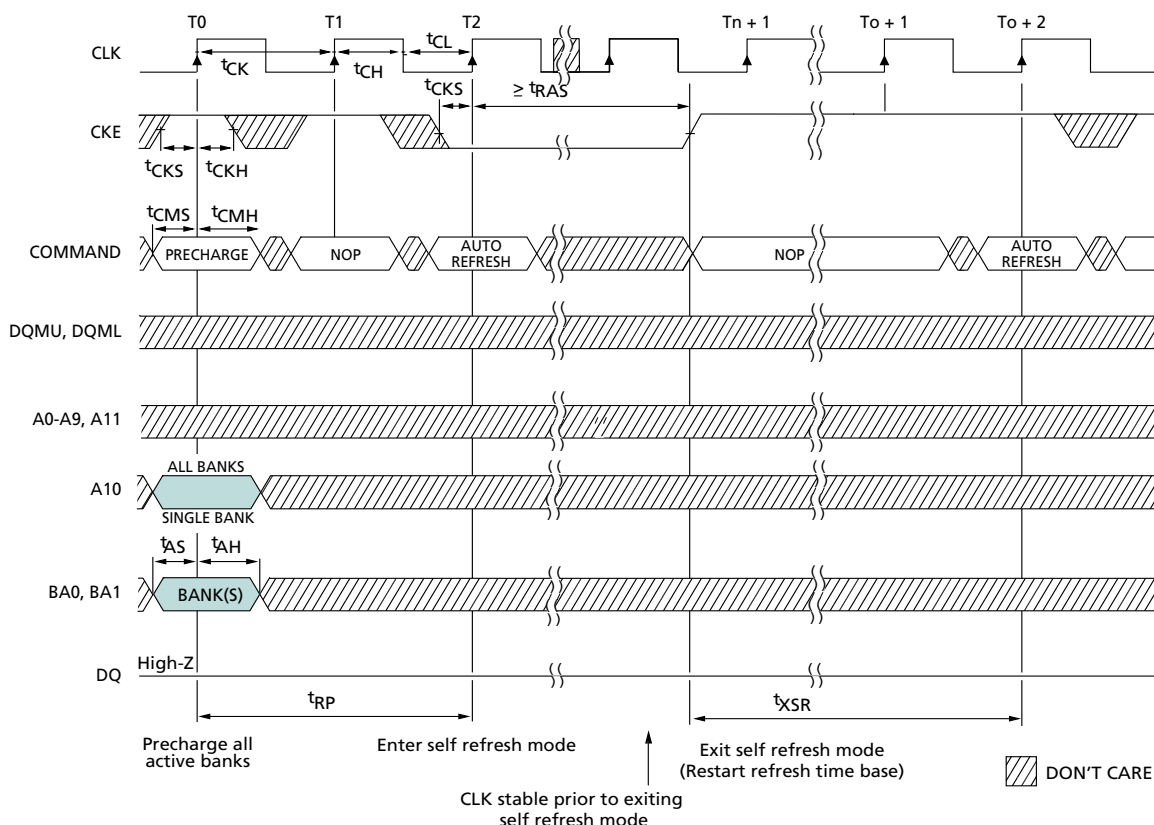 T0 T1 T2 Tn + 1 To + 1 To + 2
CLK
tCK tCH tCL
tCKS ≥ tRAS
CKE
tCKS tCKH
tCMS tCMH
COMMAND PRECHARGE NOP AUTO REFRESH NOP AUTO REFRESH
DQMU, DQML
A0-A9, A11
ALL BANKS
A10
SINGLE BANK
tAS tAH
BA0, BA1 BANK(S)
High-Z
DQ
tRP tXSR
Precharge all
active banks
Enter self refresh mode
Exit self refresh mode
(Restart refresh time base)
DON'T CARE
CLK stable prior to exiting
self refresh mode